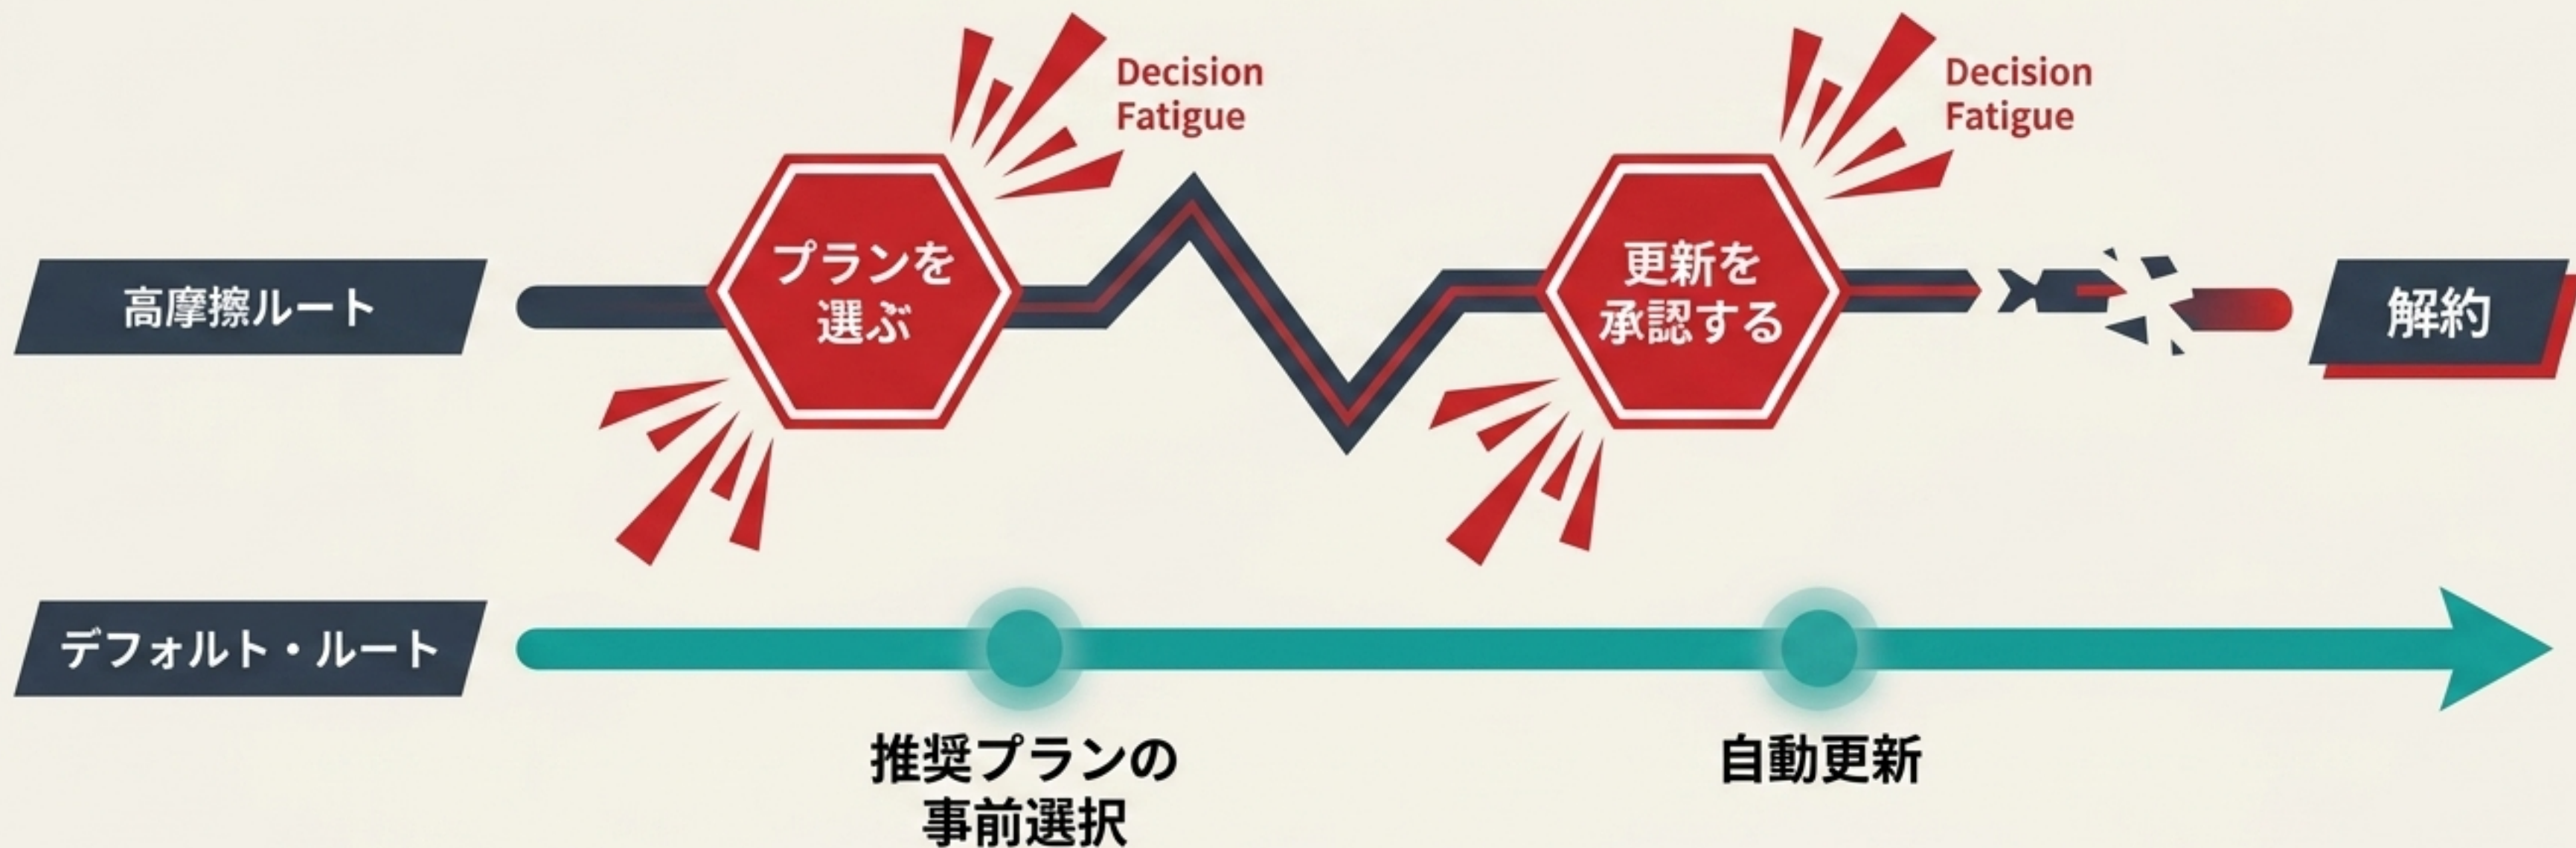 高摩擦ルート
プランを
選ぶ
Decision
Fatigue
更新を
承認する
Decision
Fatigue
解約
デフォルト・ルート
推奨プランの
事前選択
自動更新